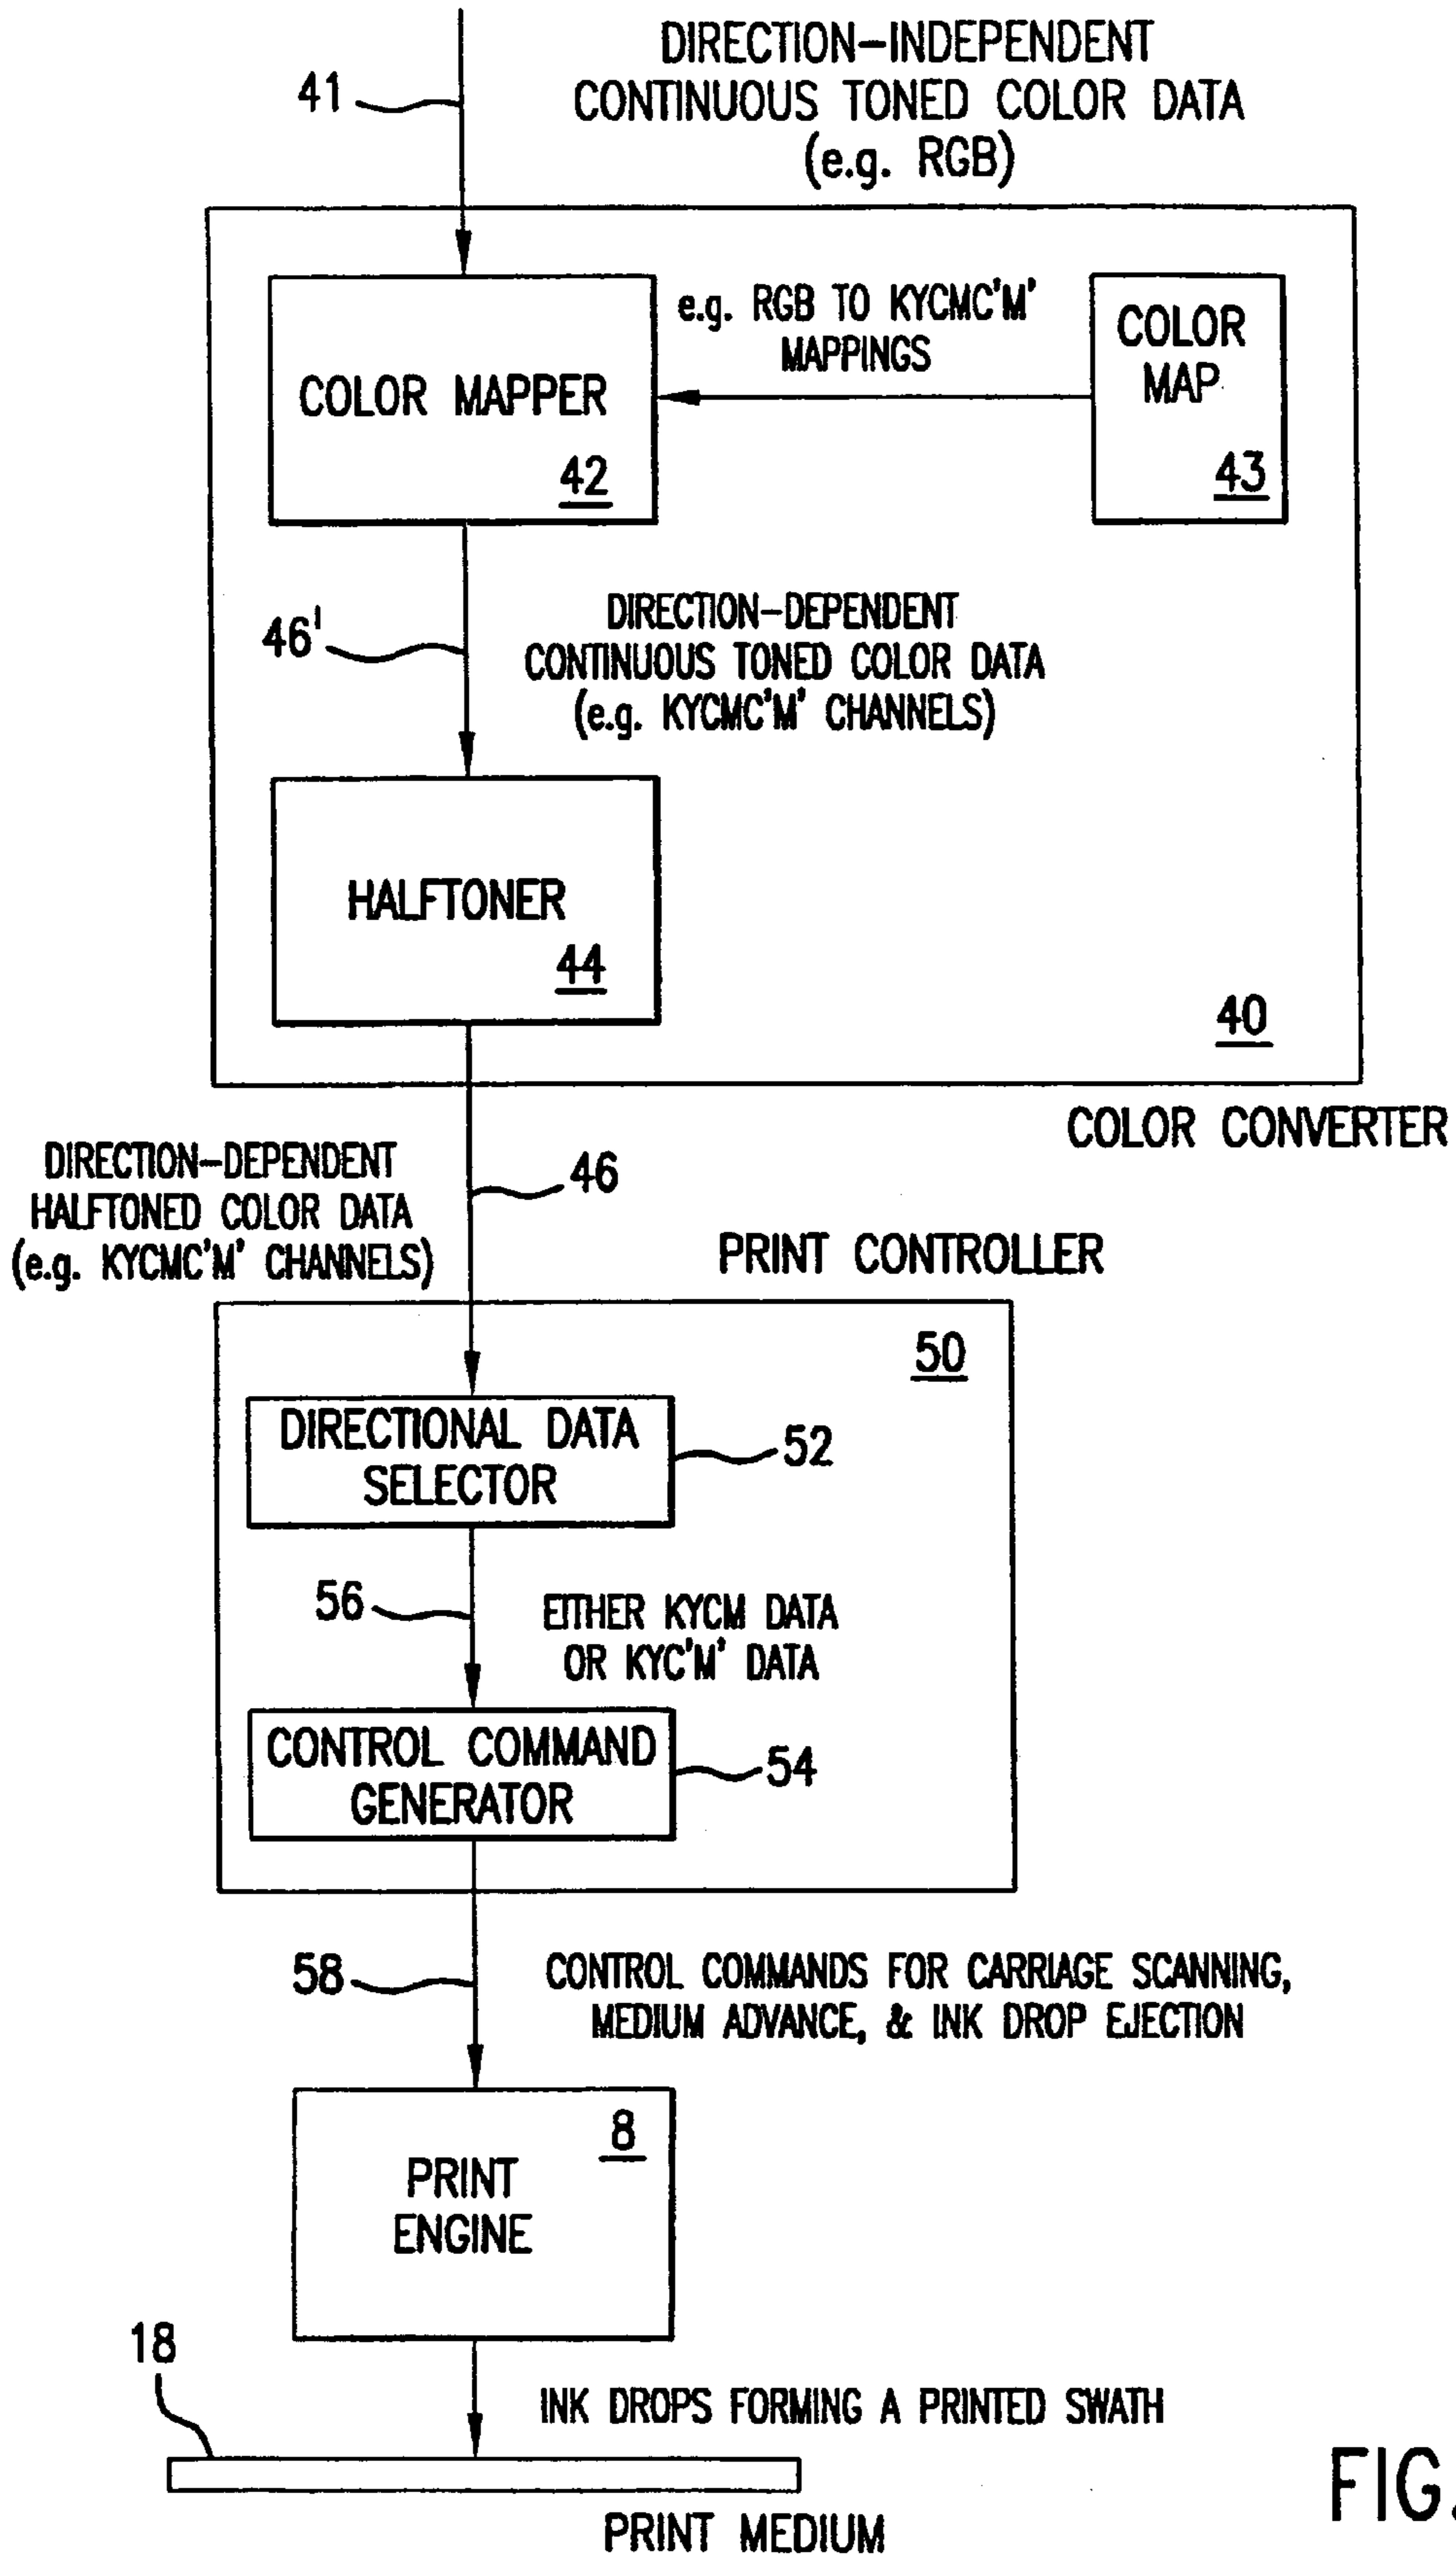 DIRECTION-INDEPENDENT
CONTINUOUS TONED COLOR DATA
(e.g. RGB)
41
e.g. RGB TO KYCMC'M'
MAPPINGS
COLOR
MAP
43
COLOR MAPPER
42
46'
DIRECTION-DEPENDENT
CONTINUOUS TONED COLOR DATA
(e.g. KYCMC'M' CHANNELS)
HALFTONER
44
40
COLOR CONVERTER
DIRECTION-DEPENDENT
HALFTONED COLOR DATA
(e.g. KYCMC'M' CHANNELS)
46
PRINT CONTROLLER
50
DIRECTIONAL DATA
SELECTOR
52
56
EITHER KYCM DATA
OR KYC'M' DATA
CONTROL COMMAND
GENERATOR
54
58
CONTROL COMMANDS FOR CARRIAGE SCANNING,
MEDIUM ADVANCE, & INK DROP EJECTION
8
PRINT
ENGINE
18
INK DROPS FORMING A PRINTED SWATH
PRINT MEDIUM
FIG.